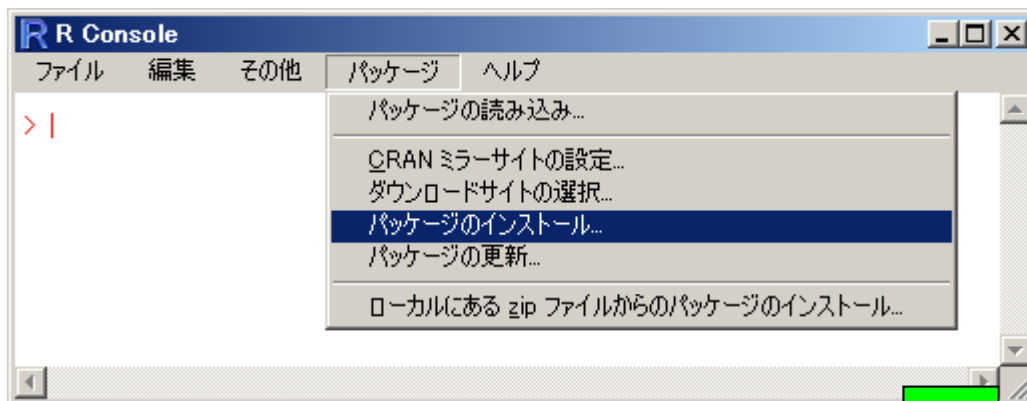 R Console
ファイル 編集 その他 パッケージ ヘルプ
>
パッケージの読み込み...
CRAN ミラーサイトの設定...
ダウンロードサイトの選択...
パッケージのインストール...
パッケージの更新...
ローカルにある zip ファイルからのパッケージのインストール...